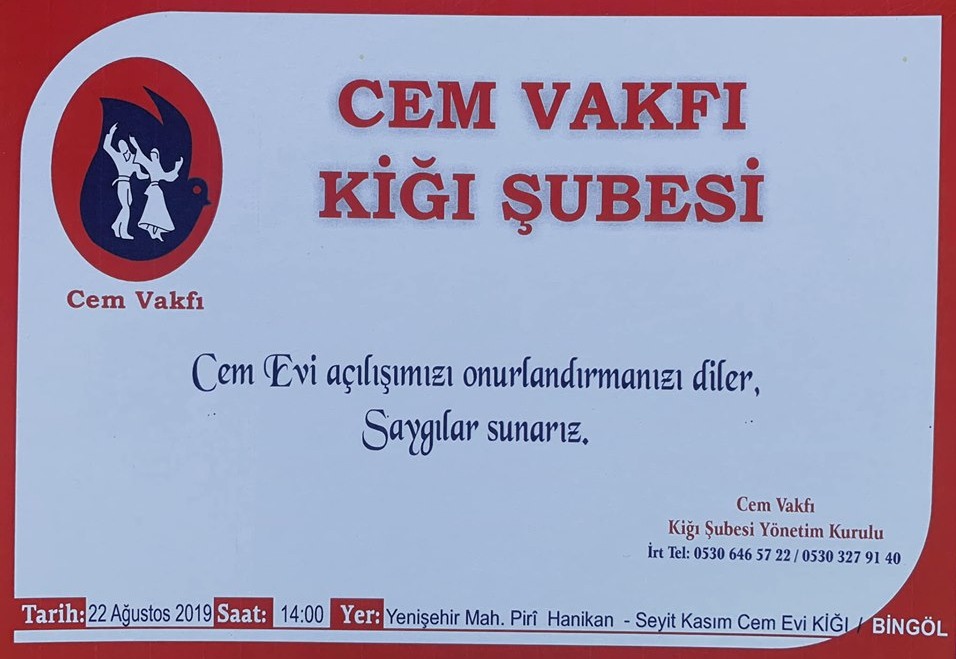 CEM VAKFI
KİĞI ŞUBESİ
Cem Vakfı
Cem Evi açılışımızı onurlandırmanızı diler,
Saygılar sunarız.
Cem Vakfı
Kiğı Şubesi Yönetim Kurulu
İrt Tel: 0530 646 57 22 / 0530 327 91 40
Tarih: 22 Ağustos 2019 Saat: 14:00 Yer: Yenişehir Mah. Pirî Hanikan - Seyit Kasım Cem Evi KİĞI / BİNGÖL